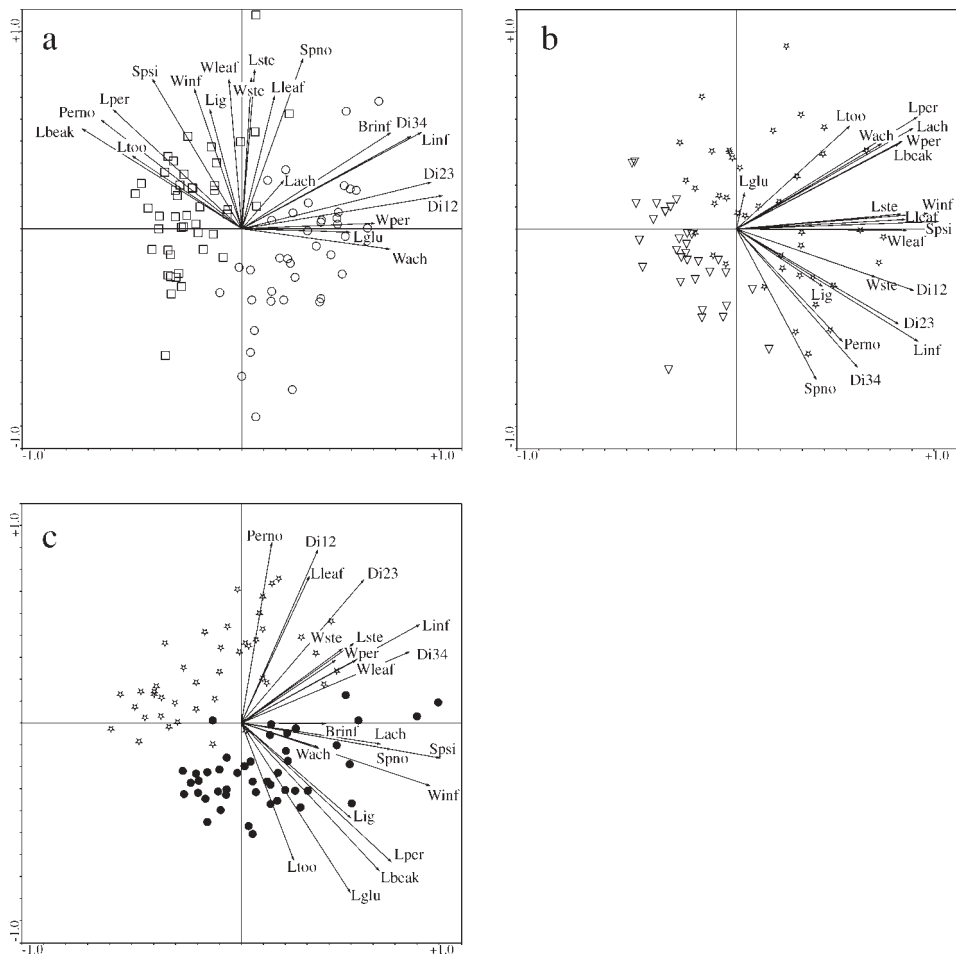 a
+1.0
Spno
Lste
Wleaf
Spsi
Winf
Wste
Lleaf
Lper
Lig
Perno
Lbeak
Brinf
Di34
Linf
Ltoo
Lach
Di23
Di12
Wper
Lglu
Wach
-1.0
-1.0
+1.0
b
+1.0
Ltoo
Lper
Lach
Wach
Wper
Lbeak
Lglu
Lste
Winf
Lleaf
Spsi
Wleaf
Wste
Di12
Lig
Di23
Perno
Linf
Di34
Spno
-1.0
-1.0
+1.0
c
+1.0
Perno
Di12
Lleaf
Di23
Linf
Wste
Lste
Wper
Di34
Wleaf
Brinf
Lach
Wach
Spsi
Spno
Winf
Lig
Lper
Ltoo
Lbeak
Lglu
-1.0
-1.0
+1.0